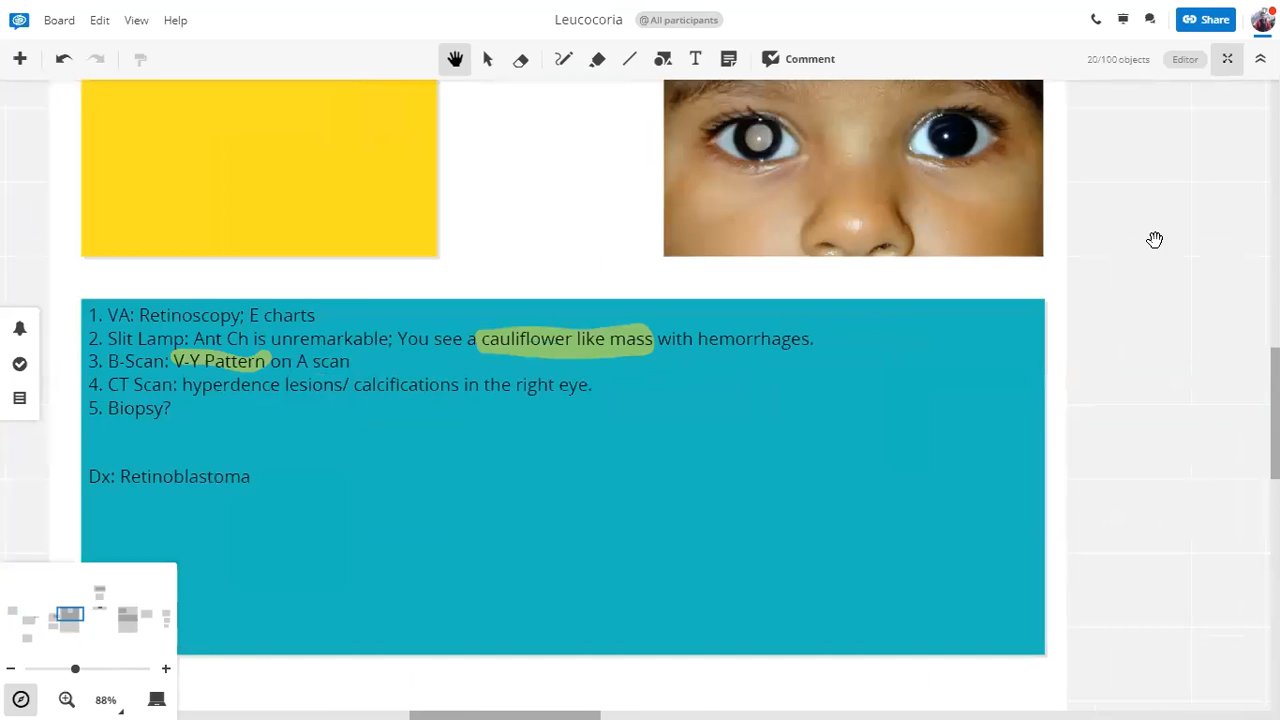 Board Edit View Help
Leucocoria
@All participants
Share
Comment
20/100 objects
Editor
1. VA: Retinoscopy; E charts
2. Slit Lamp: Ant Ch is unremarkable; You see a cauliflower like mass with hemorrhages.
3. B-Scan: V-Y Pattern on A scan
4. CT Scan: hyperdence lesions/ calcifications in the right eye.
5. Biopsy?
Dx: Retinoblastoma
88%